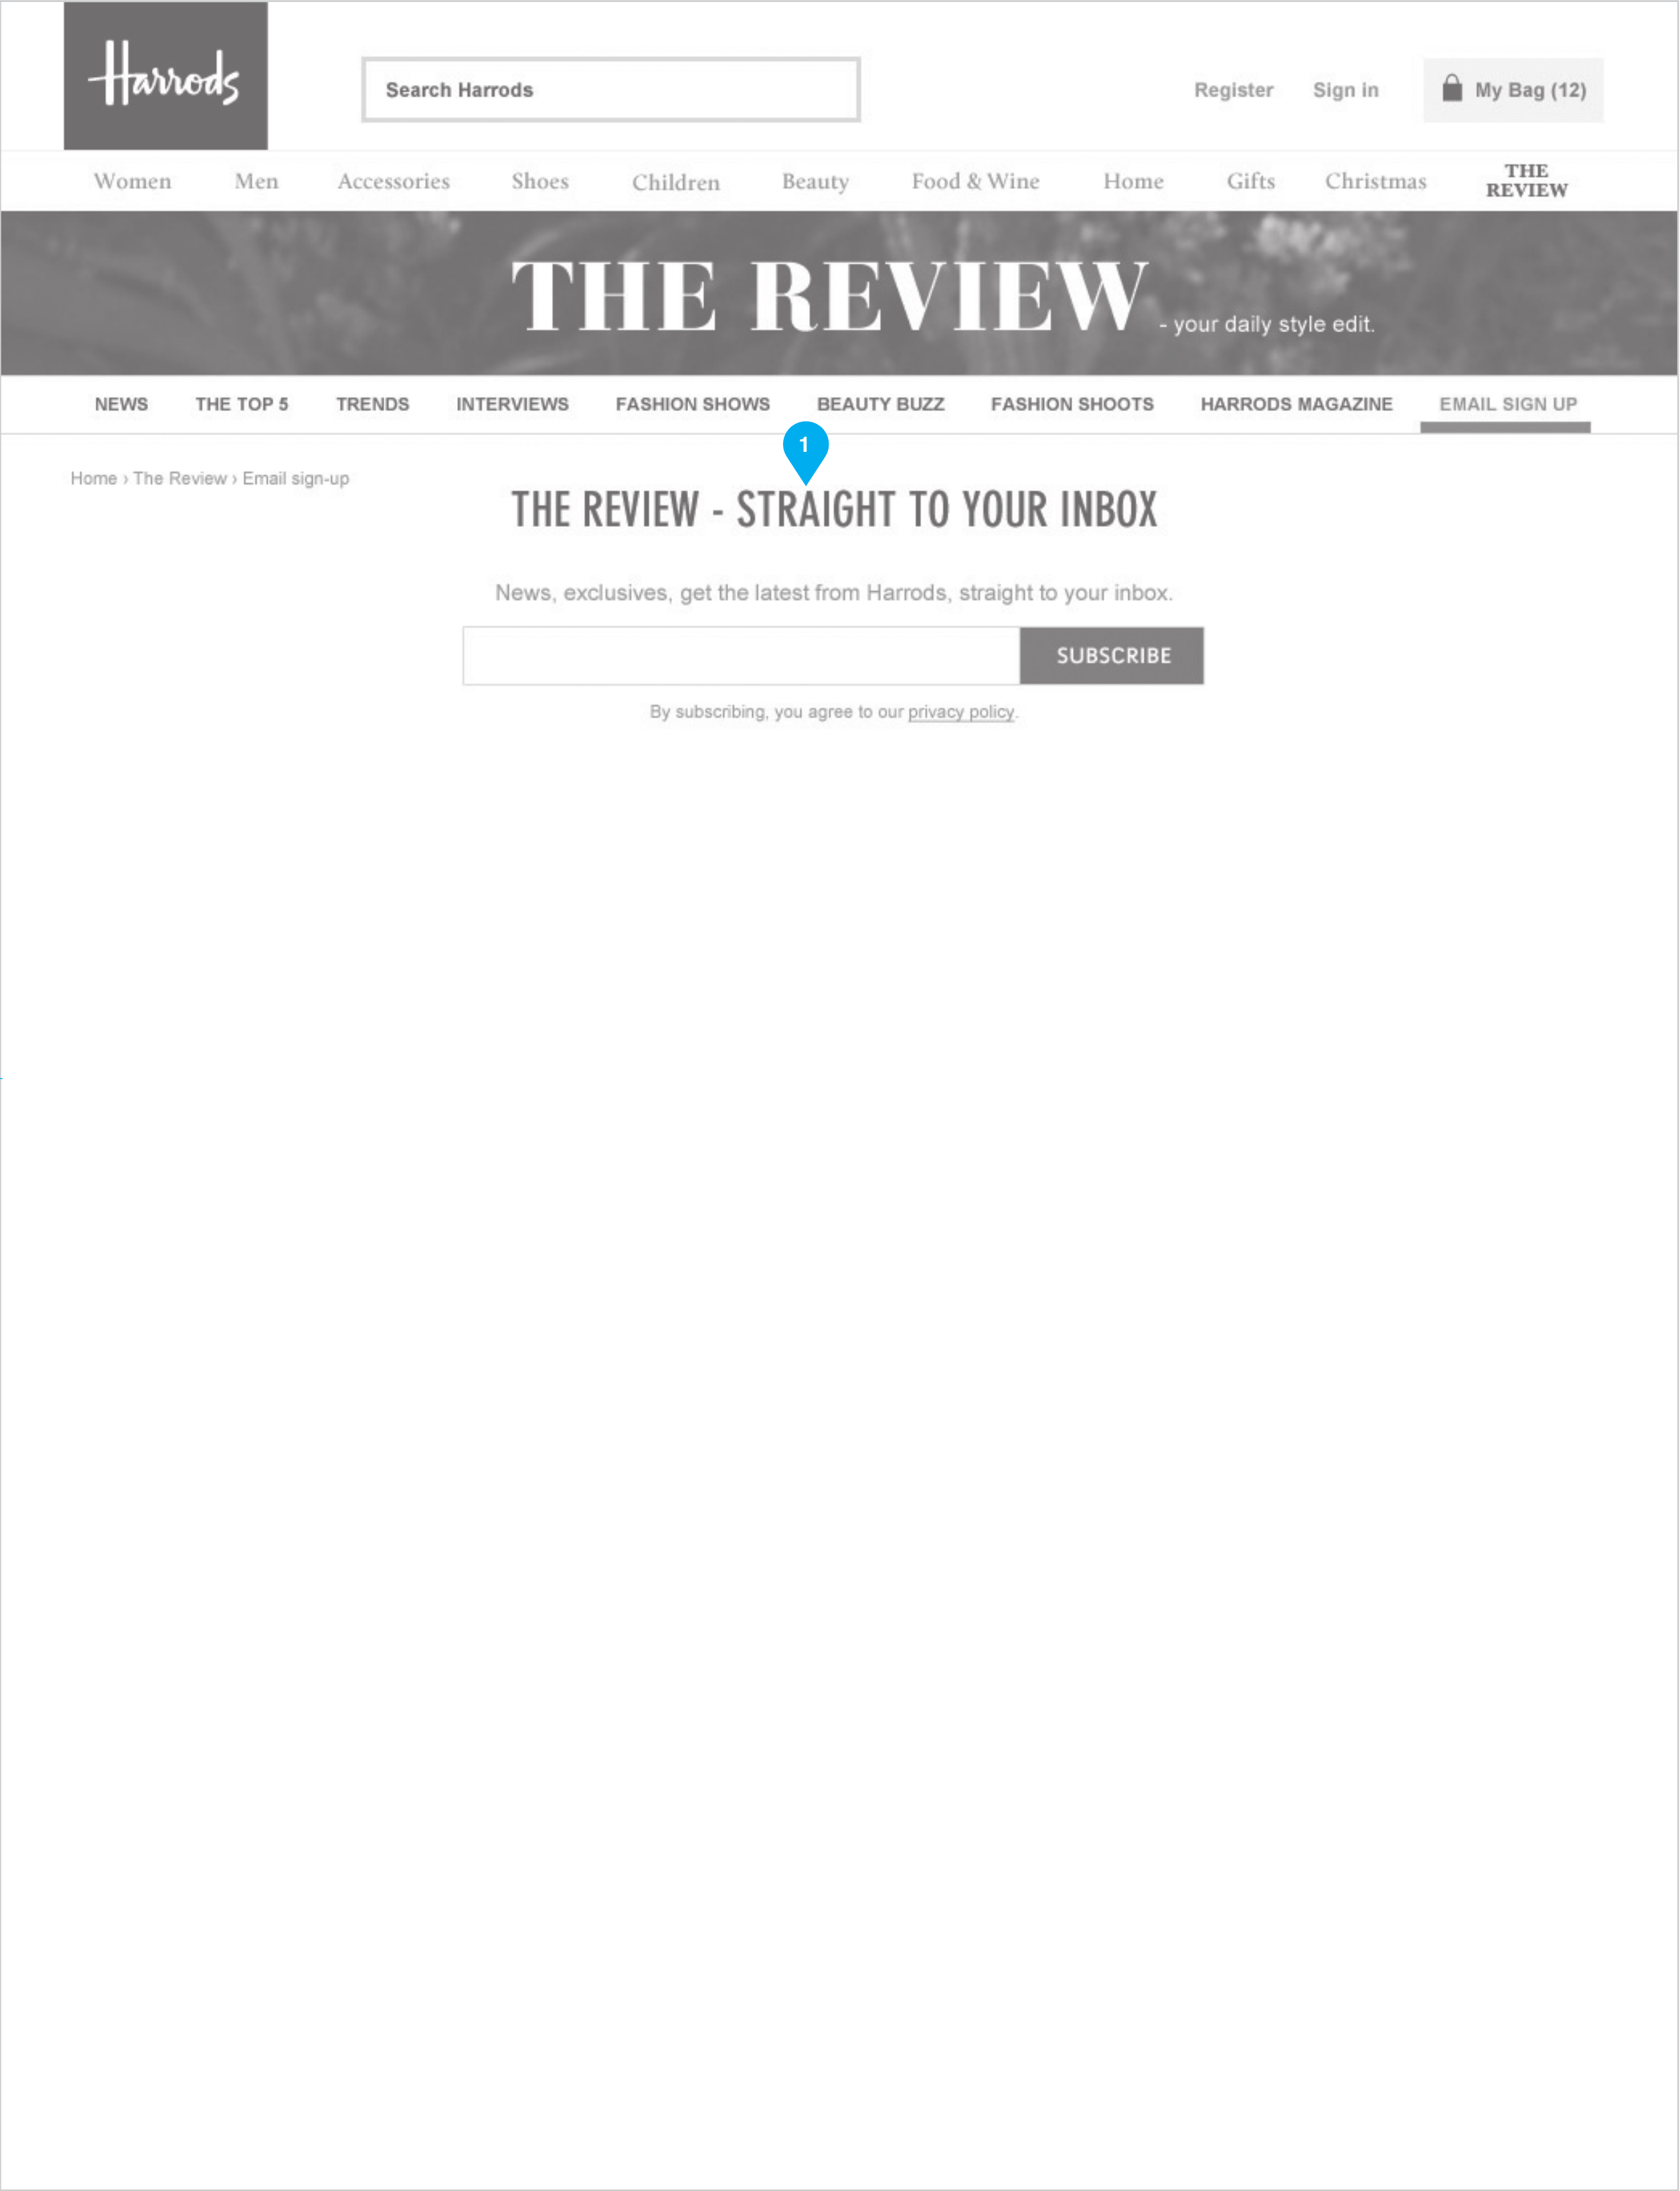 Harrods
Search Harrods
Register Sign in My Bag (12)
Women Men Accessories Shoes Children Beauty Food & Wine Home Gifts Christmas THE REVIEW
THE REVIEW - your daily style edit.
NEWS THE TOP 5 TRENDS INTERVIEWS FASHION SHOWS BEAUTY BUZZ FASHION SHOOTS HARRODS MAGAZINE EMAIL SIGN UP
1
Home › The Review › Email sign-up
THE REVIEW - STRAIGHT TO YOUR INBOX
News, exclusives, get the latest from Harrods, straight to your inbox.
SUBSCRIBE
By subscribing, you agree to our privacy policy.